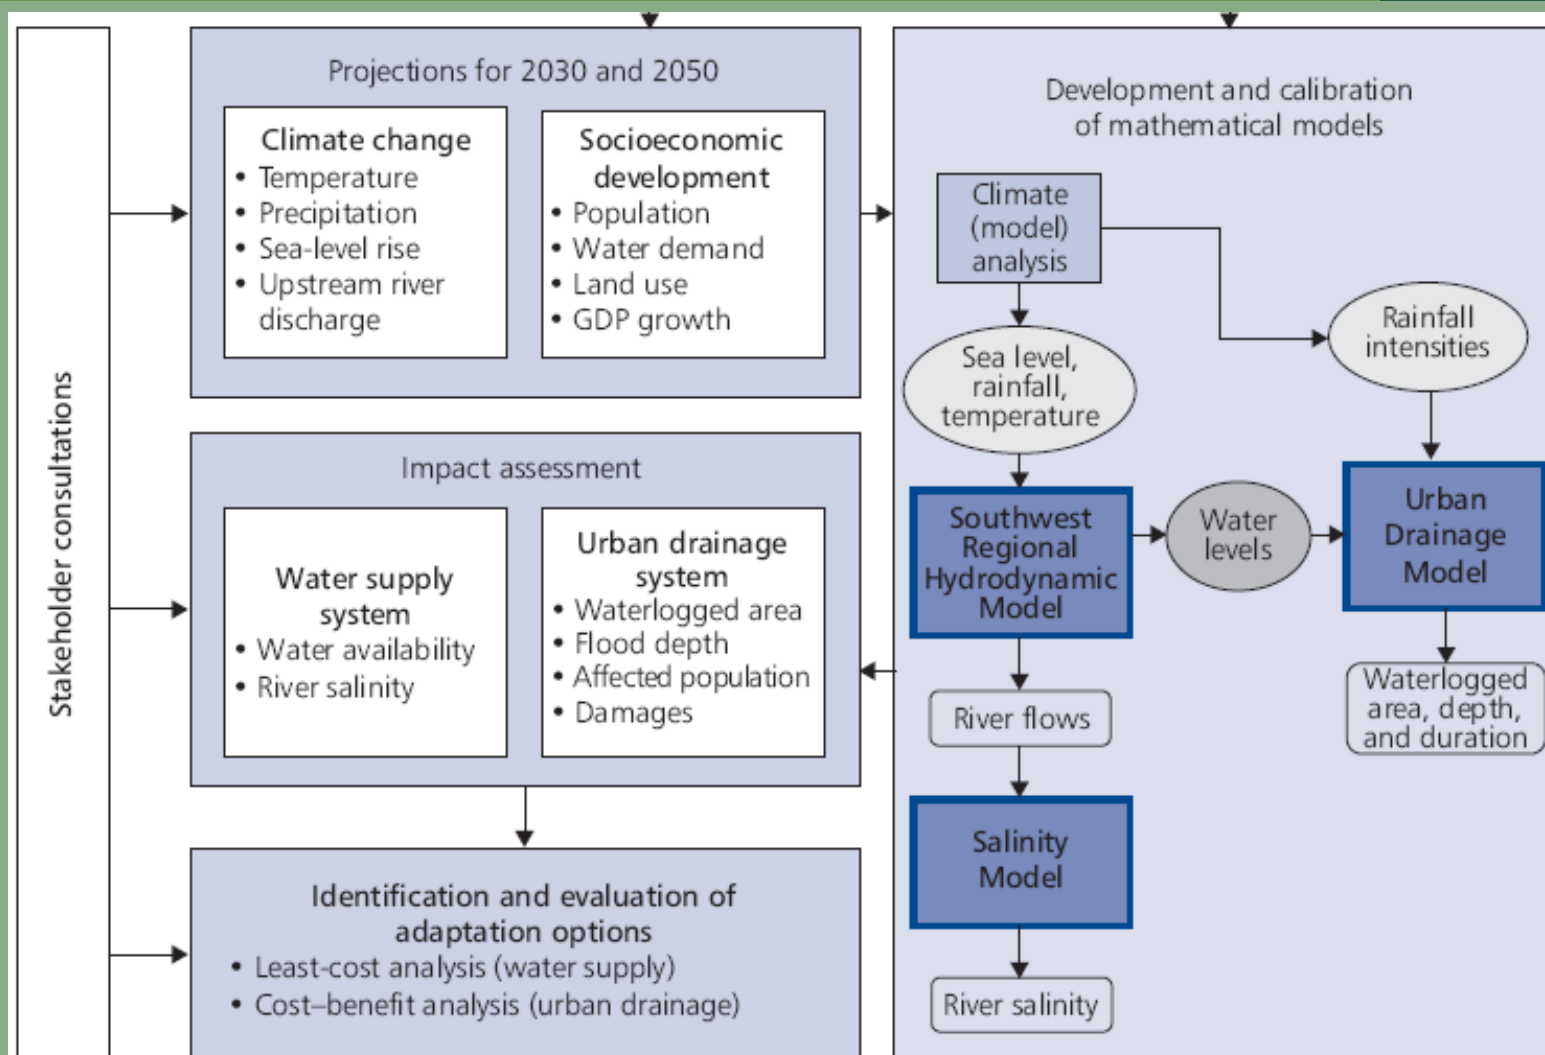 Stakeholder consultations
Projections for 2030 and 2050
Climate change
• Temperature
• Precipitation
• Sea-level rise
• Upstream river
discharge
Socioeconomic
development
• Population
• Water demand
• Land use
• GDP growth
Impact assessment
Water supply
system
• Water availability
• River salinity
Urban drainage
system
• Waterlogged area
• Flood depth
• Affected population
• Damages
Identification and evaluation of
adaptation options
• Least-cost analysis (water supply)
• Cost–benefit analysis (urban drainage)
Development and calibration
of mathematical models
Climate
(model)
analysis
Sea level,
rainfall,
temperature
Rainfall
intensities
Southwest
Regional
Hydrodynamic
Model
Water
levels
Urban
Drainage
Model
River flows
Waterlogged
area, depth,
and duration
Salinity
Model
River salinity